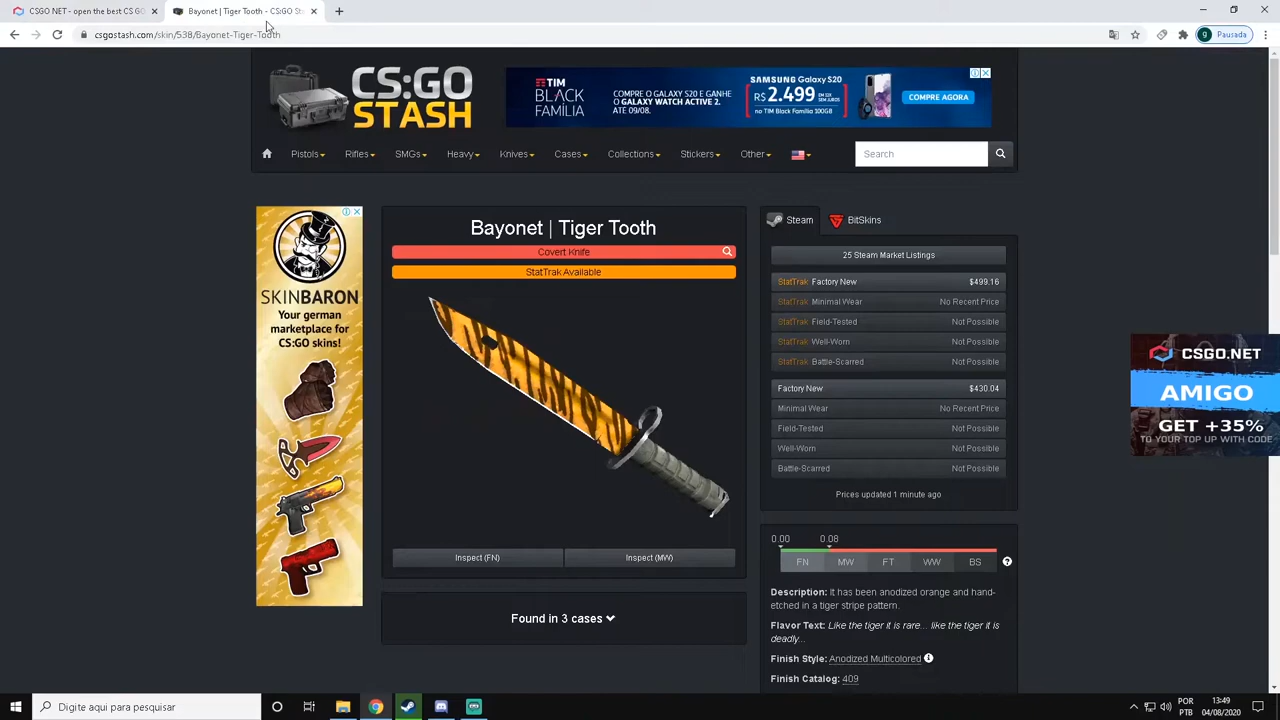 CSGO NET - open the best CS GO
Bayonet | Tiger Tooth - CS:GO Sta
csgostash.com/skin/538/Bayonet-Tiger-Tooth
g
Pausada
CS:GO
STASH
TIM
BLACK
FAMÍLIA
COMPRE O GALAXY S20 E GANHE
O GALAXY WATCH ACTIVE 2.
ATÉ 09/08.
SAMSUNG Galaxy S20
R$ 2.499
no TIM Black Família 100GB
COMPRE AGORA
Pistols
Rifles
SMGs
Heavy
Knives
Cases
Collections
Stickers
Other
Search
SKINBARON
Your german
marketplace for
CS:GO skins!
Bayonet | Tiger Tooth
Covert Knife
StatTrak Available
Inspect (FN)
Inspect (MW)
Found in 3 cases
Steam
BitSkins
25 Steam Market Listings
StatTrak Factory New $499.16
StatTrak Minimal Wear No Recent Price
StatTrak Field-Tested Not Possible
StatTrak Well-Worn Not Possible
StatTrak Battle-Scarred Not Possible
Factory New $430.04
Minimal Wear No Recent Price
Field-Tested Not Possible
Well-Worn Not Possible
Battle-Scarred Not Possible
Prices updated 1 minute ago
0.00 0.08
FN MW FT WW BS
Description: It has been anodized orange and hand-
etched in a tiger stripe pattern.
Flavor Text: Like the tiger it is rare... like the tiger it is
deadly...
Finish Style: Anodized Multicolored
Finish Catalog: 409
CSGO.NET
AMIGO
GET +35%
TO YOUR TOP UP WITH CODE
Digite aqui para pesquisar
POR
PTB
13:49
04/08/2020